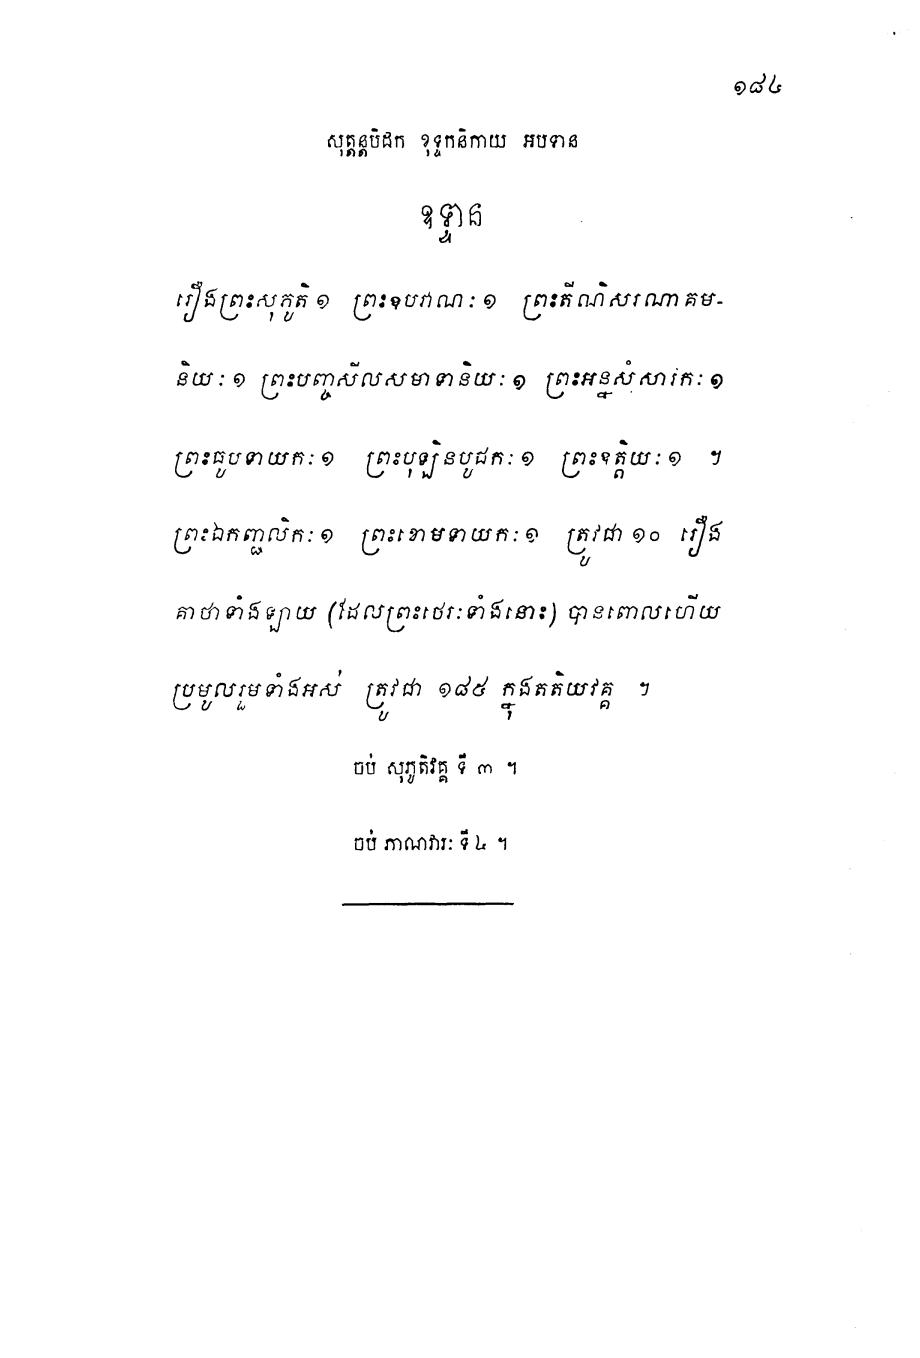 ១៨៤
សុត្តន្តបិដក ខុទ្ទកនិកាយ អបទាន
ឧទ្ទាន
រឿងព្រះសុភូតិ ១ ព្រះឧបវាណៈ ១ ព្រះតីណិសរណាគម-
និយៈ ១ ព្រះបញ្ចសីលសមាទានិយៈ ១ ព្រះអន្នសំសាវកៈ ១
ព្រះធូបទាយកៈ ១ ព្រះបុឡិនបូជកៈ ១ ព្រះឧត្តិយៈ ១ ។
ព្រះឯកញ្ជលិកៈ ១ ព្រះខោមទាយកៈ ១ ត្រូវជា ១០ រឿង
គាថាទាំងឡាយ (ដែលព្រះថេរៈទាំងនោះ) បានពោលហើយ
ប្រមូលរួមទាំងអស់ ត្រូវជា ១៨៥ ក្នុងតតិយវគ្គ ។
ចប់ សុភូតិវគ្គ ទី ៣ ។
ចប់ ភាណវារៈ ទី ៤ ។